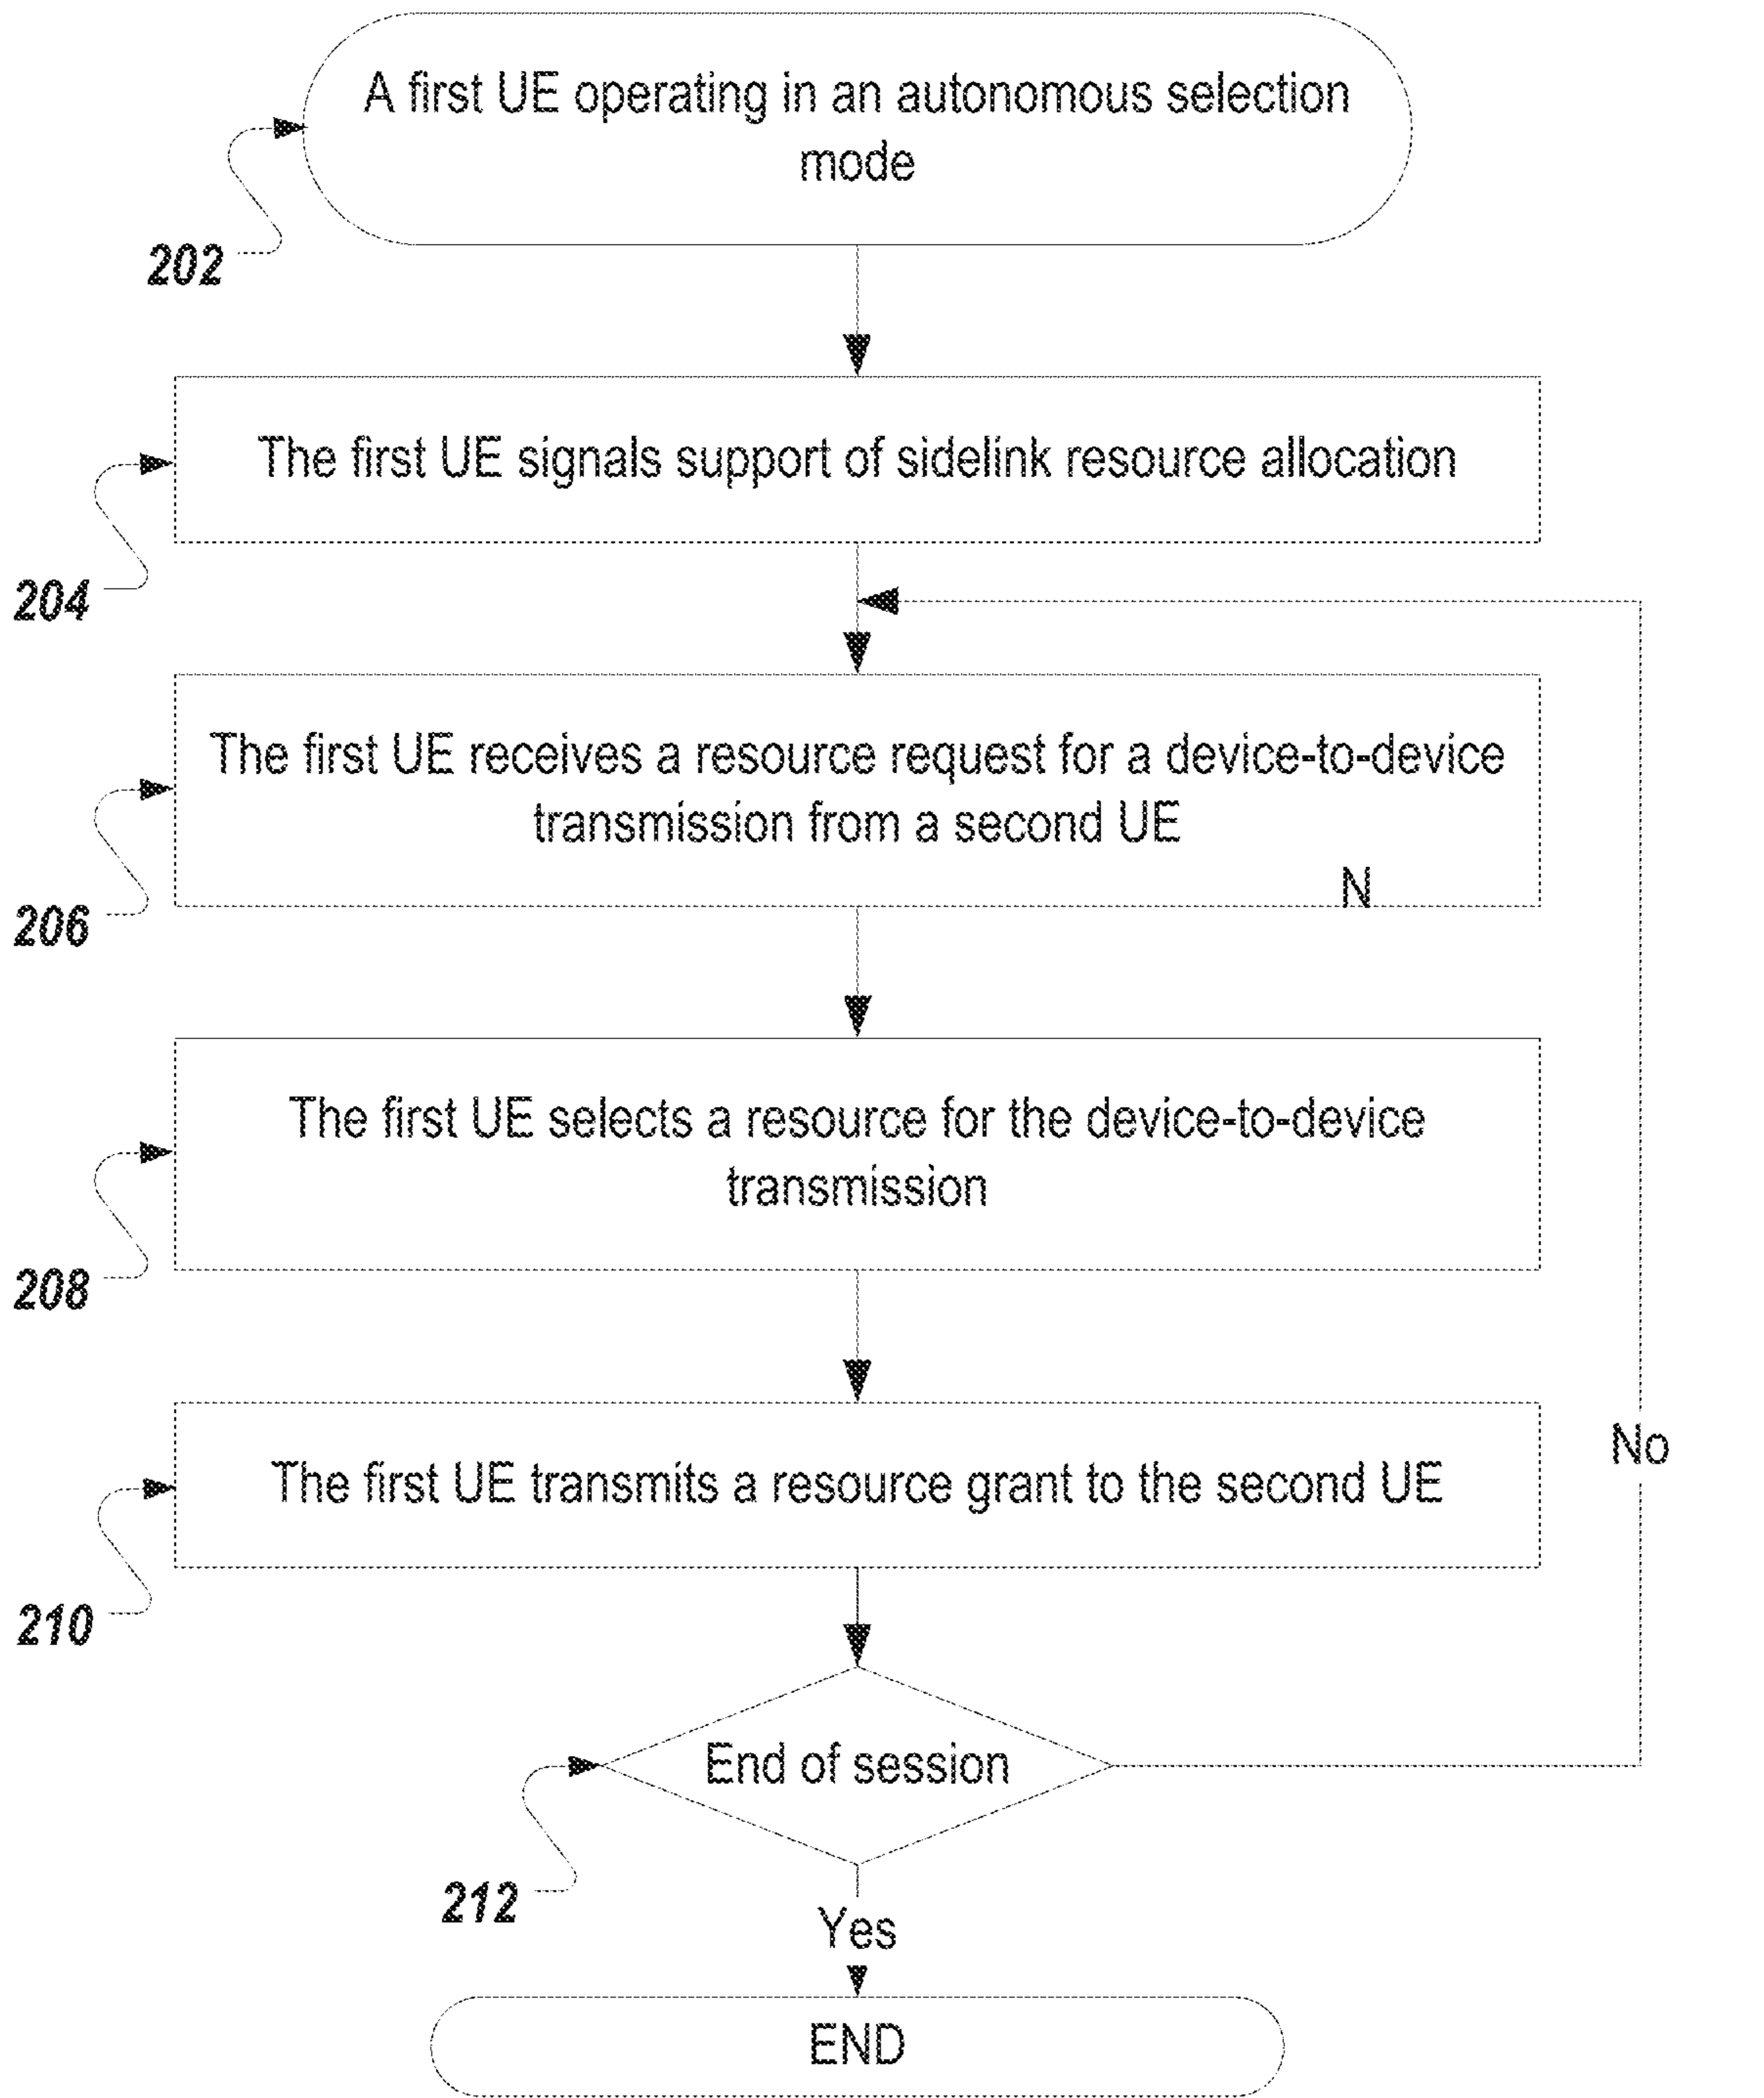 A first UE operating in an autonomous selection
mode
202
The first UE signals support of sidelink resource allocation
204
The first UE receives a resource request for a device-to-device
transmission from a second UE
N
206
The first UE selects a resource for the device-to-device
transmission
208
No
The first UE transmits a resource grant to the second UE
210
End of session
212
Yes
END